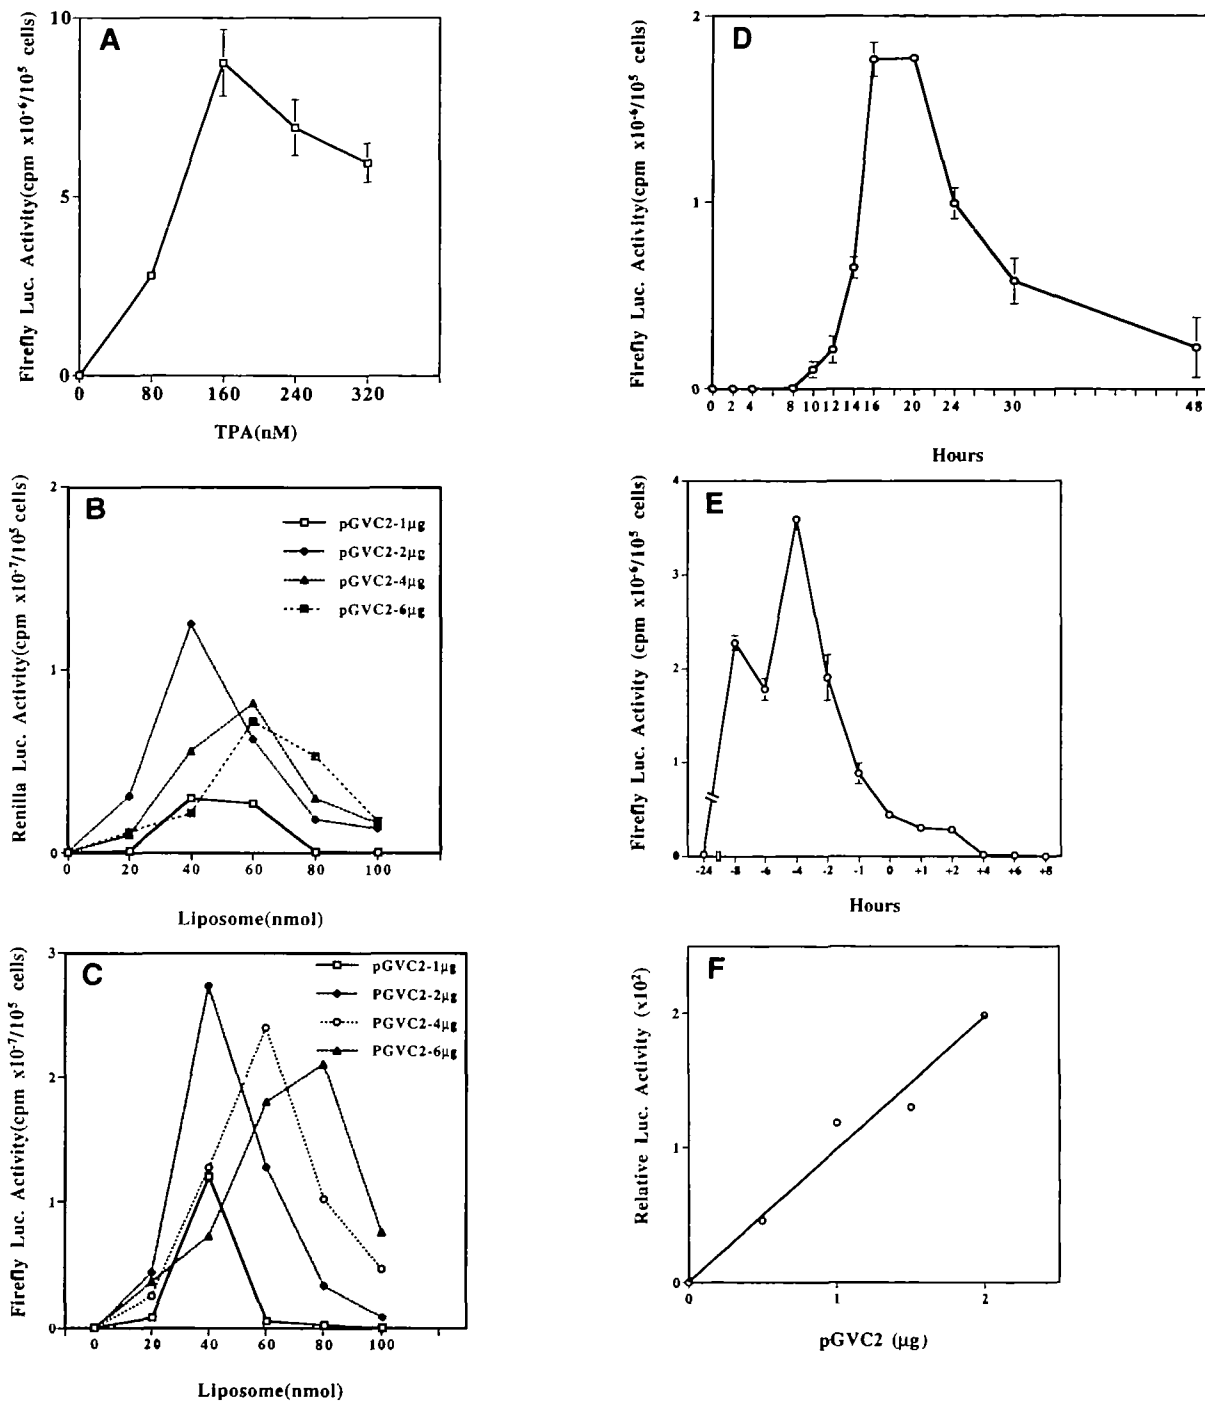 A
Firefly Luc. Activity(cpm x10⁻⁶/10⁵ cells)
10
5
0
0 80 160 240 320
TPA(nM)
B
Renilla Luc. Activity(cpm x10⁻⁷/10⁵ cells)
2
1
0
pGVC2-1µg
pGVC2-2µg
pGVC2-4µg
pGVC2-6µg
0 20 40 60 80 100
Liposome(nmol)
C
Firefly Luc. Activity(cpm x10⁻⁷/10⁵ cells)
3
2
1
0
pGVC2-1µg
PGVC2-2µg
PGVC2-4µg
PGVC2-6µg
0 20 40 60 80 100
Liposome(nmol)
D
Firefly Luc. Activity(cpm x10⁻⁶/10⁵ cells)
2
1
0
0 2 4 8 10 12 14 16 20 24 30 48
Hours
E
Firefly Luc. Activity (cpm x10⁻⁶/10⁵ cells)
4
3
2
1
0
-24 -8 -6 -4 -2 -1 0 +1 +2 +4 +6 +8
Hours
F
Relative Luc. Activity (x10²)
2
1
0
0 1 2
pGVC2 (µg)